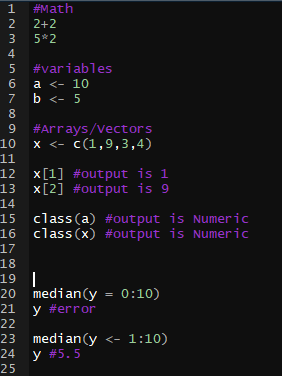 1 #Math
2 2+2
3 5*2
4
5 #variables
6 a <- 10
7 b <- 5
8
9 #Arrays/Vectors
10 x <- c(1,9,3,4)
11
12 x[1] #output is 1
13 x[2] #output is 9
14
15 class(a) #output is Numeric
16 class(x) #output is Numeric
17
18
19
20 median(y = 0:10)
21 y #error
22
23 median(y <- 1:10)
24 y #5.5
25